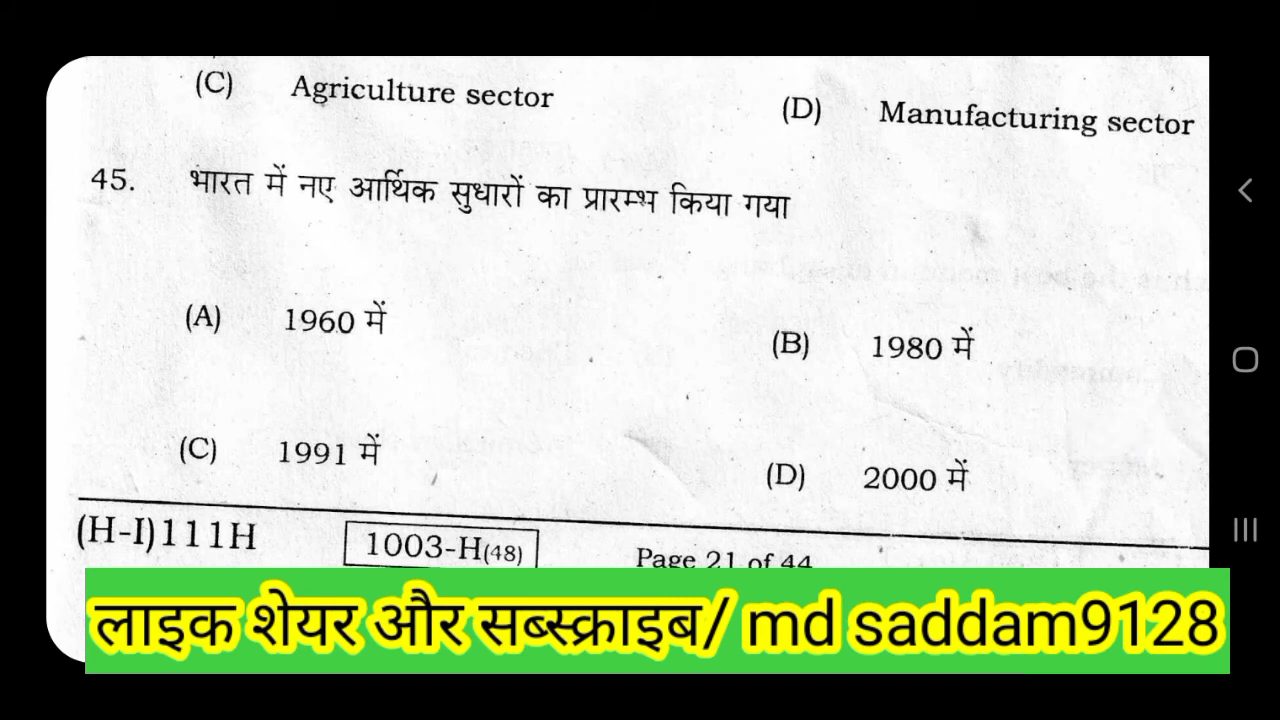 (C) Agriculture sector (D) Manufacturing sector
45. भारत में नए आर्थिक सुधारों का प्रारम्भ किया गया
(A) 1960 में (B) 1980 में
(C) 1991 में (D) 2000 में
(H-I)111H 1003-H(48) Page 21 of 44
लाइक शेयर और सब्स्क्राइब/ md saddam9128